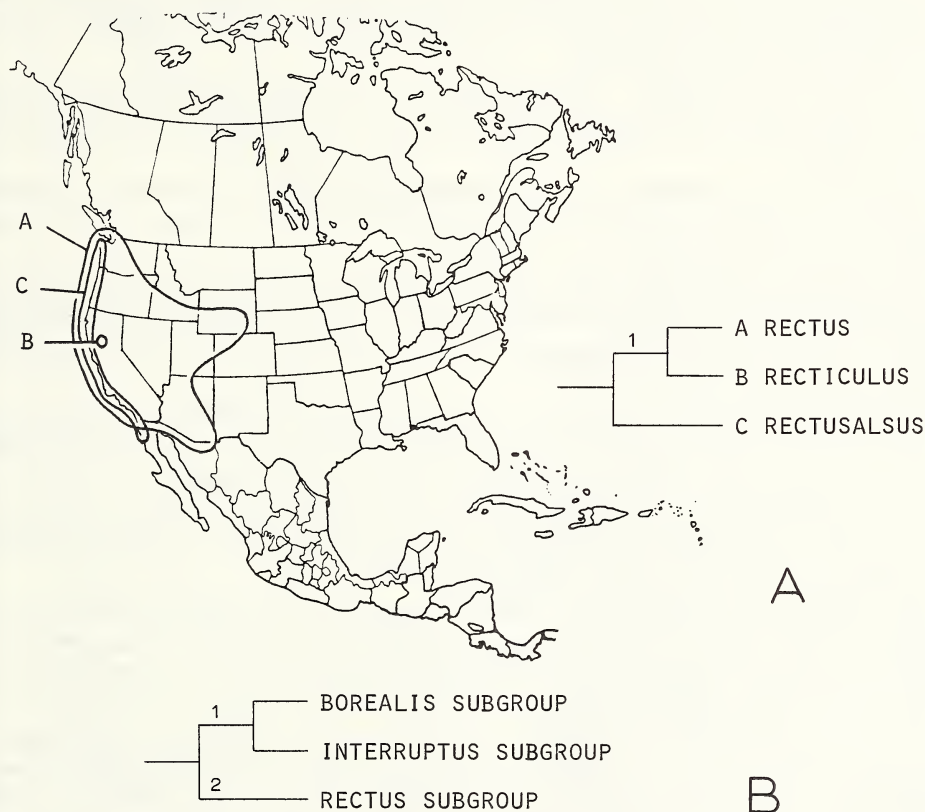 A
C
B
1
A RECTUS
B RECTICULUS
C RECTUSALSUS
A
1
BOREALIS SUBGROUP
INTERRUPTUS SUBGROUP
2
RECTUS SUBGROUP
B